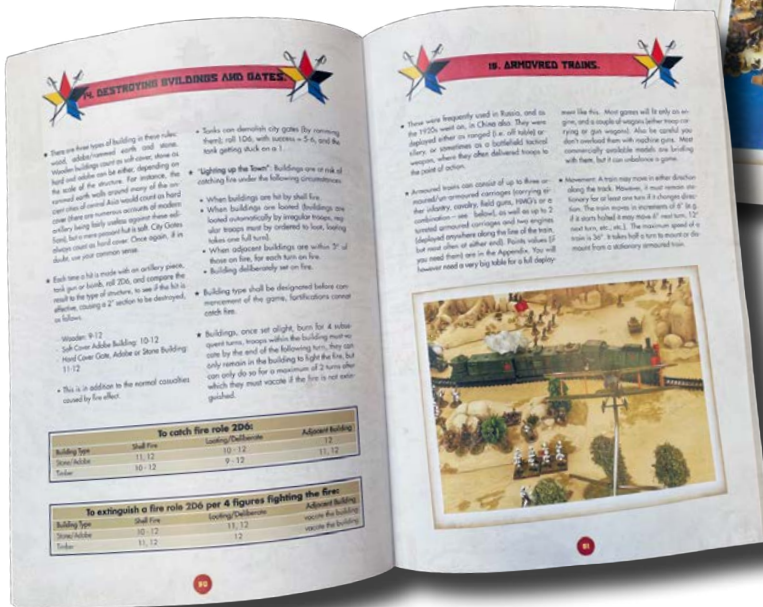 14. DESTROYING BVILDINGS AND GATES.
★ There are three types of building in these rules:
wood, adobe/rammed earth and stone.
Wooden buildings count as soft cover, stone as
hard and adobe can be either, depending on
the scale of the structure. For instance, the
rammed earth walls around many of the an-
cient cities of central Asia would count as hard
cover (there are numerous accounts of modern
artillery being fairly useless against these edi-
fices), but a mere peasant hut is soft. City Gates
always count as hard cover. Once again, if in
doubt, use your common sense.
★ Each time a hit is made with an artillery piece,
tank gun or bomb, roll 2D6, and compare the
result to the type of structure, to see if the hit is
effective, causing a 2" section to be destroyed,
as follows.
Wooden: 9-12
Soft Cover Adobe Building: 10-12
Hard Cover Gate, Adobe or Stone Building:
11-12
• This is in addition to the normal casualties
caused by fire effect.
• Tanks can demolish city gates (by ramming
them); roll 1D6, with success = 5-6, and the
tank getting stuck on a 1.
★ "Lighting up the Town": Buildings are at risk of
catching fire under the following circumstances:
• When buildings are hit by shell fire.
• When buildings are looted (buildings are
looted automatically by irregular troops, reg-
ular troops must be ordered to loot, looting
takes one full turn).
• When adjacent buildings are within 2" of
those on fire, for each turn on fire.
• Building deliberately set on fire.
★ Building type shall be designated before com-
mencement of the game, fortifications cannot
catch fire.
★ Buildings, once set alight, burn for 4 subse-
quent turns, troops within the building must va-
cate by the end of the following turn, they can
only remain in the building to fight the fire, but
can only do so for a maximum of 2 turns after
which they must vacate if the fire is not extin-
guished.
To catch fire role 2D6:
Building Type Shell Fire Looting/Deliberate Adjacent Building
Stone/Adobe 11, 12 10 - 12 12
Timber 10 - 12 9 - 12 11, 12
To extinguish a fire role 2D6 per 4 figures fighting the fire:
Building Type Shell Fire Looting/Deliberate Adjacent Building
Stone/Adobe 10 - 12 11, 12 vacate the building
Timber 11, 12 12 vacate the building
90
15. ARMOVRED TRAINS.
★ These were frequently used in Russia, and as
the 1920s went on, in China also. They were
deployed either as ranged (i.e. off table) ar-
tillery, or sometimes as a battlefield tactical
weapon, where they often delivered troops to
the point of action.
★ Armoured trains can consist of up to three ar-
moured/un-armoured carriages (carrying ei-
ther infantry, cavalry, field guns, HMG's or a
combination – see below), as well as up to 2
turreted armoured carriages and two engines
(deployed anywhere along the line of the train,
but most often at either end). Points values (if
you need them) are in the Appendix. You will
however need a very big table for a full deploy-
ment like this. Most games will fit only an en-
gine, and a couple of wagons (either troop car-
rying or gun wagons). Also be careful you
don't overload them with machine guns. Most
commercially available models are bristling
with them, but it can unbalance a game.
★ Movement: A train may move in either direction
along the track. However, it must remain sta-
tionary for at least one turn if it changes direc-
tion. The train moves in increments of 6" (e.g.
if it starts halted it may move 6" next turn, 12"
next turn, etc., etc.). The maximum speed of a
train is 36". It takes half a turn to mount or dis-
mount from a stationary armoured train.
91